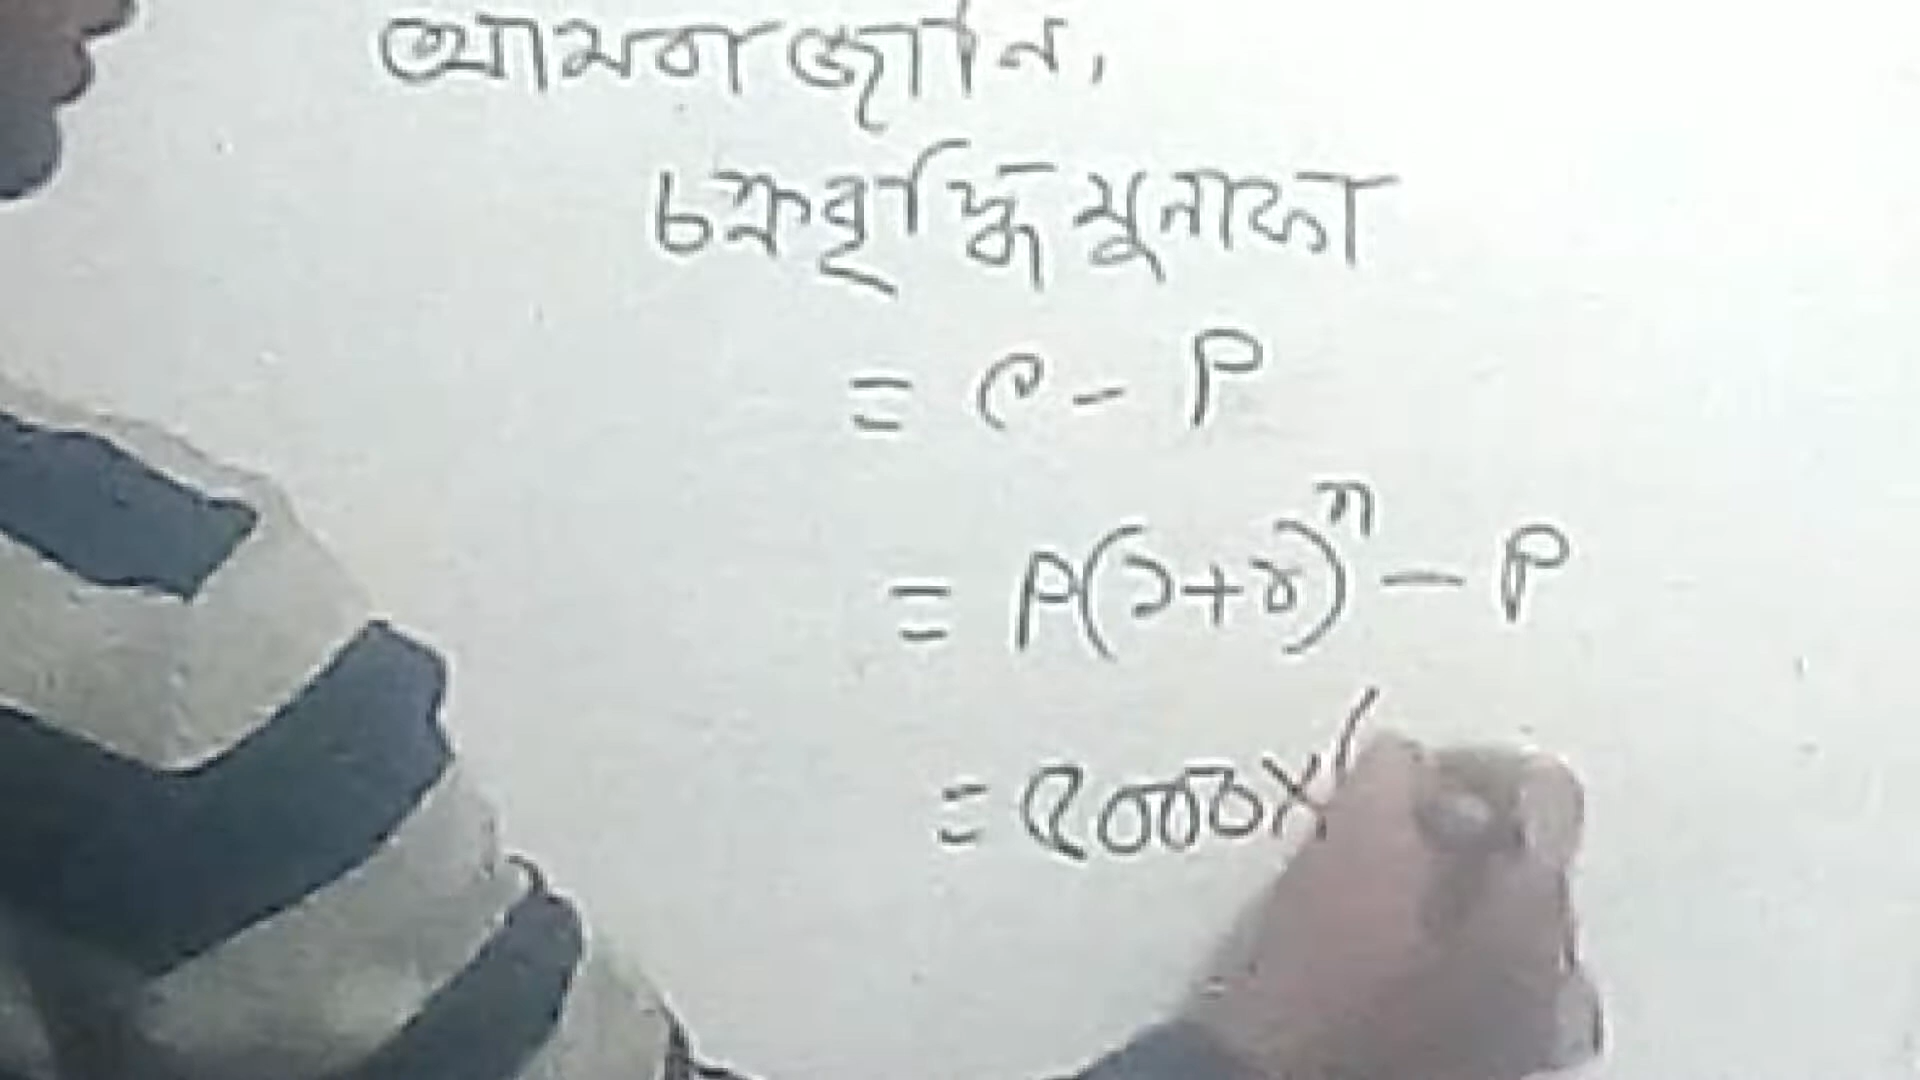 আমরা জানি,
চক্রবৃদ্ধি মুনাফা
= C - P
= P(১+r)ⁿ - P
= ৫০০০×(